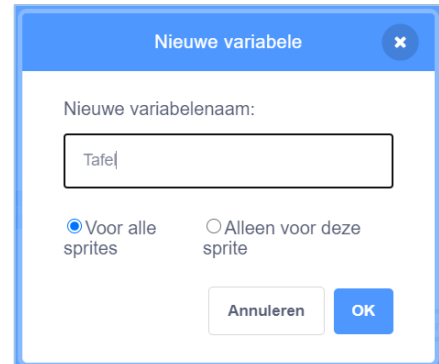 Nieuwe variabele
Nieuwe variabelenaam:
Tafel
Voor alle sprites
Alleen voor deze sprite
Annuleren
OK